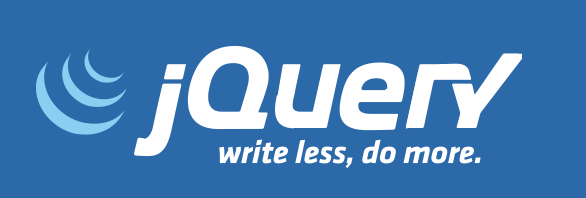 jQuery
write less, do more.